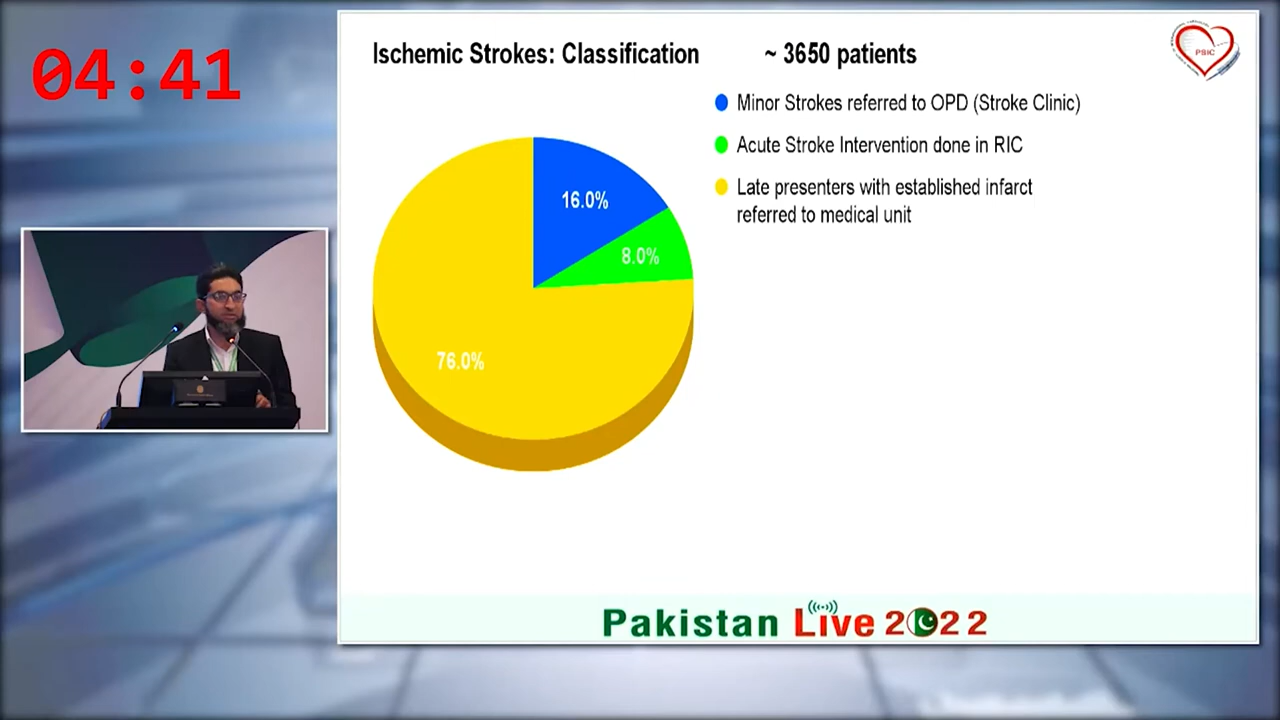 04:41
Ischemic Strokes: Classification ~ 3650 patients
PSIC
Minor Strokes referred to OPD (Stroke Clinic)
Acute Stroke Intervention done in RIC
Late presenters with established infarct
referred to medical unit
16.0%
8.0%
76.0%
Pakistan Live 2022